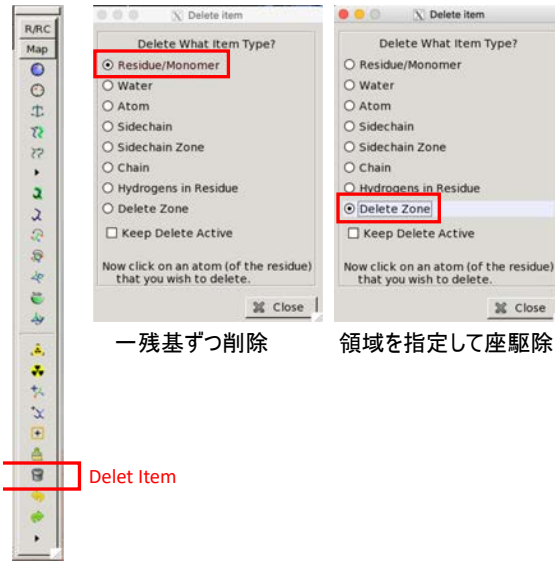 R/RC
Map
Delete item
Delete What Item Type?
Residue/Monomer
Water
Atom
Sidechain
Sidechain Zone
Chain
Hydrogens in Residue
Delete Zone
Keep Delete Active
Now click on an atom (of the residue)
that you wish to delete.
Close
一残基ずつ削除
Delete item
Delete What Item Type?
Residue/Monomer
Water
Atom
Sidechain
Sidechain Zone
Chain
Hydrogens in Residue
Delete Zone
Keep Delete Active
Now click on an atom (of the residue)
that you wish to delete.
Close
領域を指定して座駆除
Delet Item